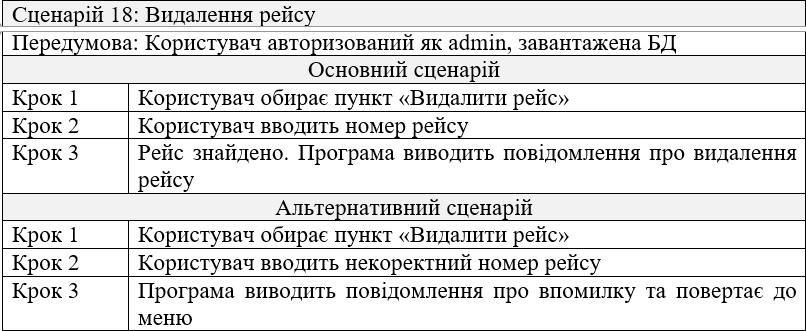 Сценарій 18: Видалення рейсу
Передумова: Користувач авторизований як admin, завантажена БД
Основний сценарій
Крок 1 Користувач обирає пункт «Видалити рейс»
Крок 2 Користувач вводить номер рейсу
Крок 3 Рейс знайдено. Програма виводить повідомлення про видалення
рейсу
Альтернативний сценарій
Крок 1 Користувач обирає пункт «Видалити рейс»
Крок 2 Користувач вводить некоректний номер рейсу
Крок 3 Програма виводить повідомлення про впомилку та повертає до
меню